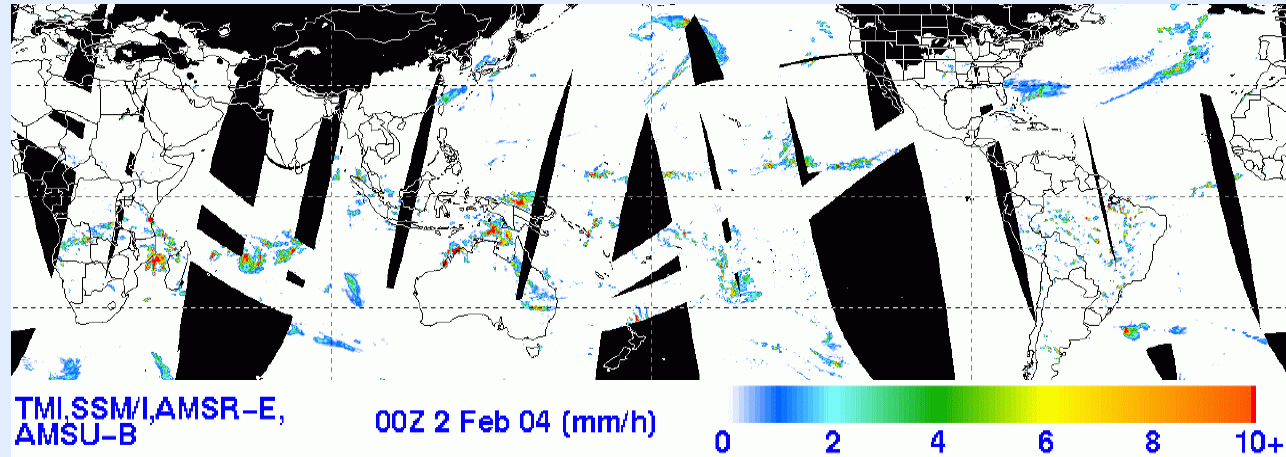 TMI,SSM/I,AMSR-E,
AMSU-B
00Z 2 Feb 04 (mm/h)
0 2 4 6 8 10+